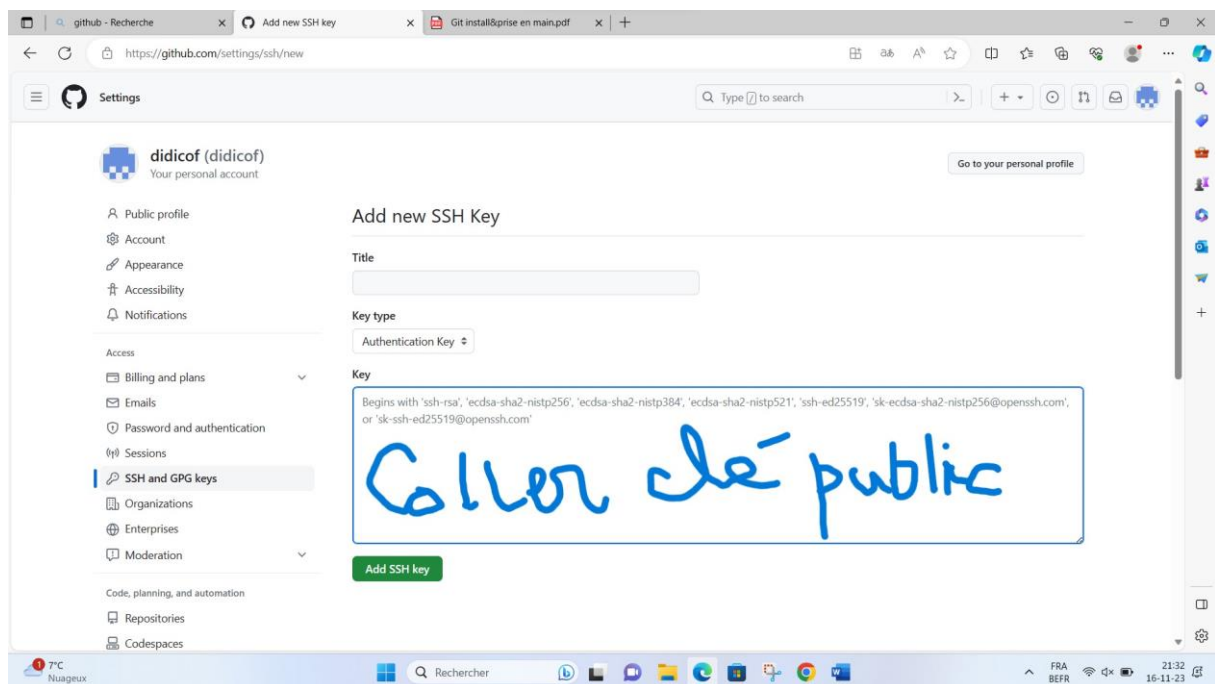 github - Recherche
Add new SSH key
Git install&prise en main.pdf
https://github.com/settings/ssh/new
Settings
Type / to search
didicof (didicof)
Your personal account
Go to your personal profile
Public profile
Account
Appearance
Accessibility
Notifications
Access
Billing and plans
Emails
Password and authentication
Sessions
SSH and GPG keys
Organizations
Enterprises
Moderation
Code, planning, and automation
Repositories
Codespaces
Add new SSH Key
Title
Key type
Authentication Key
Key
Begins with 'ssh-rsa', 'ecdsa-sha2-nistp256', 'ecdsa-sha2-nistp384', 'ecdsa-sha2-nistp521', 'ssh-ed25519', 'sk-ecdsa-sha2-nistp256@openssh.com',
or 'sk-ssh-ed25519@openssh.com'
Coller clé public
Add SSH key
1
7°C
Nuageux
Rechercher
FRA
BEFR
21:32
16-11-23